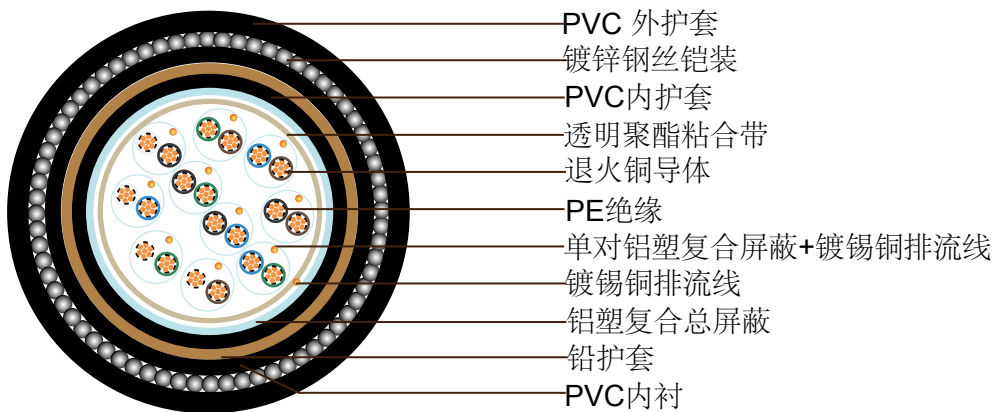 PVC 外护套
镀锌钢丝铠装
PVC内护套
透明聚酯粘合带
退火铜导体
PE绝缘
单对铝塑复合屏蔽+镀锡铜排流线
镀锡铜排流线
铝塑复合总屏蔽
铅护套
PVC内衬